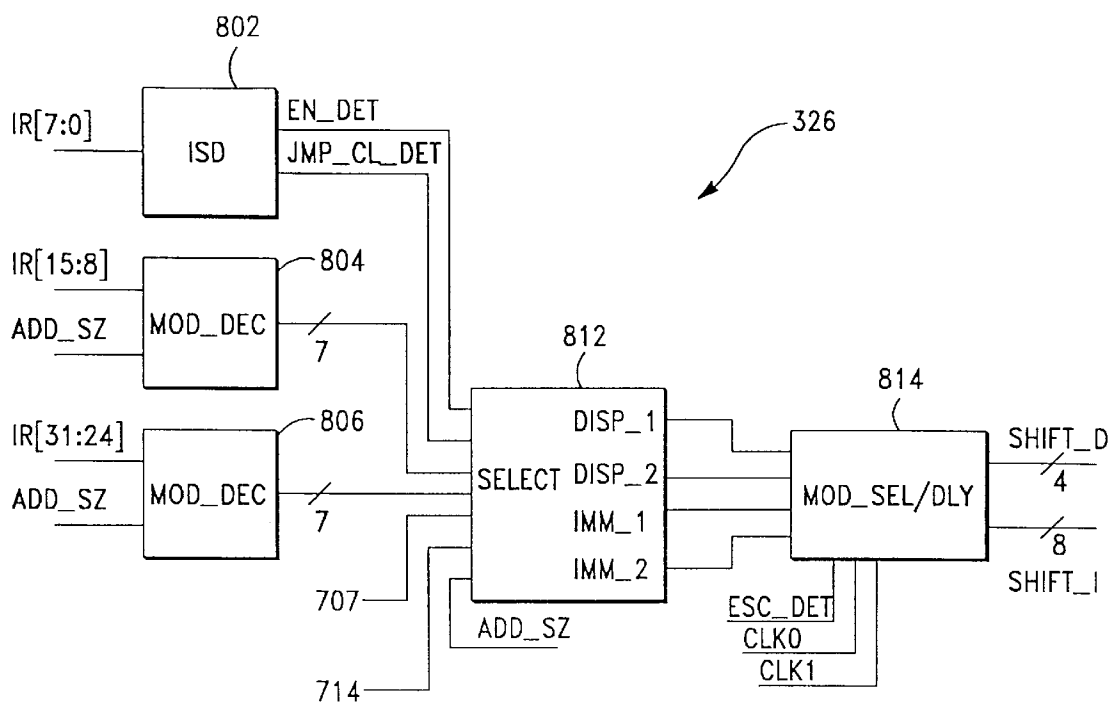 802
IR[7:0]
ISD
EN_DET
JMP_CL_DET
326
IR[15:8]
ADD_SZ
MOD_DEC
804
7
IR[31:24]
ADD_SZ
MOD_DEC
806
7
707
714
812
SELECT
DISP_1
DISP_2
IMM_1
IMM_2
ADD_SZ
814
MOD_SEL/DLY
SHIFT_D
4
8
SHIFT_I
ESC_DET
CLK0
CLK1